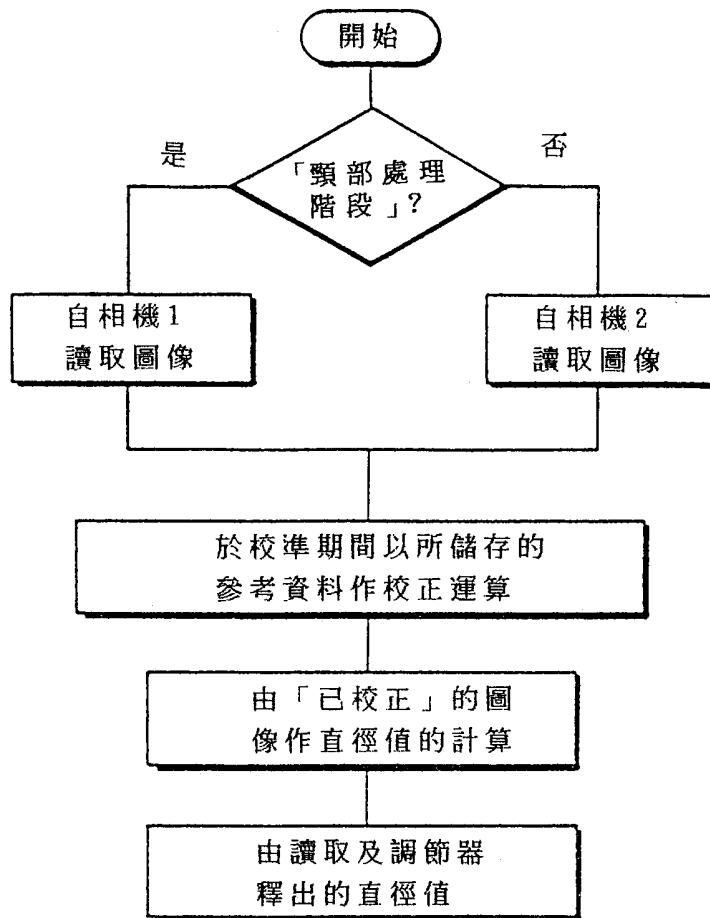 開始
是
否
「頸部處理
階段」?
自相機1
讀取圖像
自相機2
讀取圖像
於校準期間以所儲存的
參考資料作校正運算
由「已校正」的圖
像作直徑值的計算
由讀取及調節器
釋出的直徑值